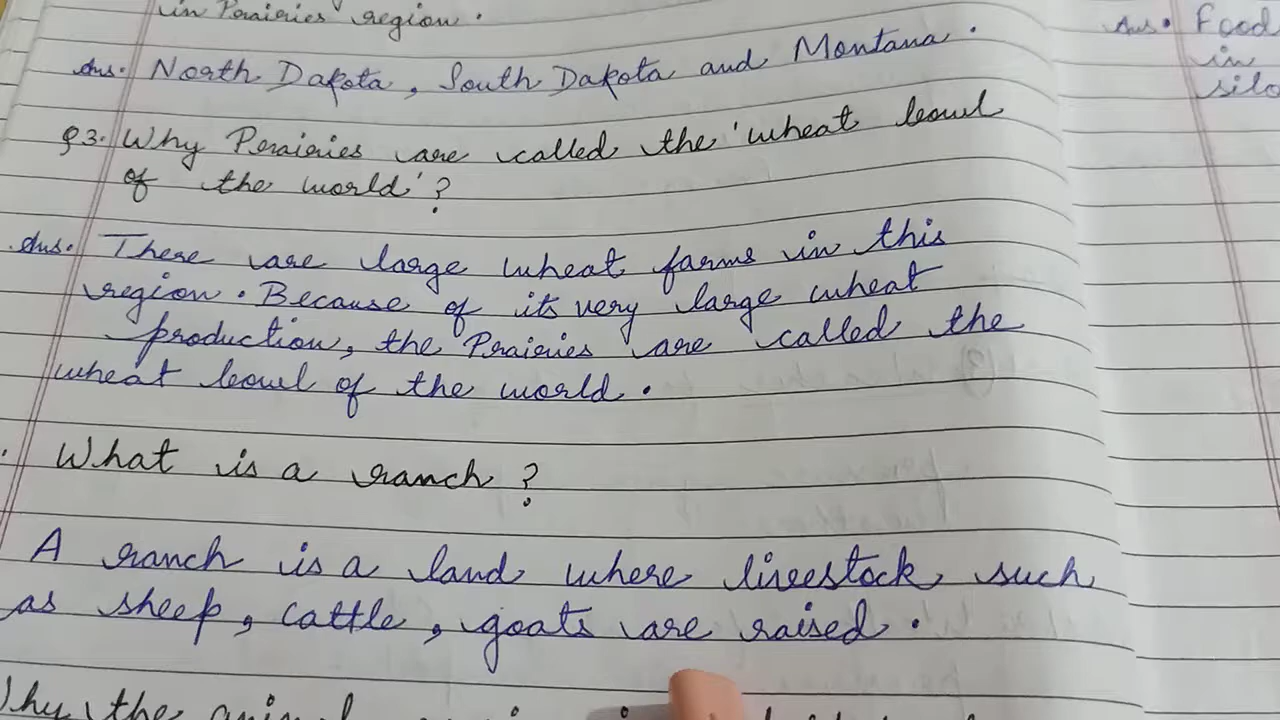 in Prairies region.
Ans. North Dakota, South Dakota and Montana.
Q3. Why Prairies are called the 'wheat bowl
of the world'?
Ans. There are large wheat farms in this
region. Because of its very large wheat
production, the Prairies are called the
wheat bowl of the world.
What is a ranch?
A ranch is a land where livestock such
as sheep, cattle, goats are raised.
Why the
Ans. Food
in
silo